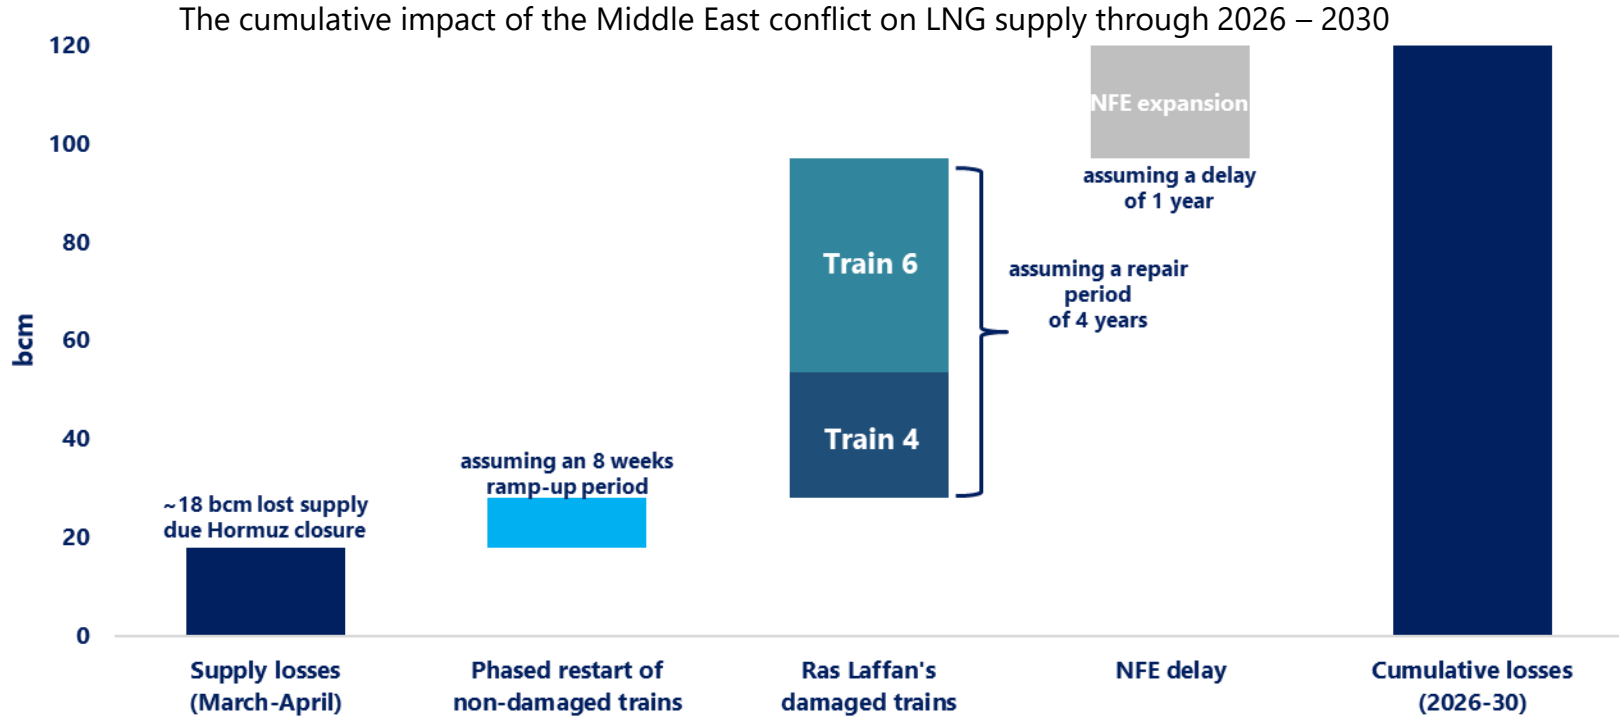 The cumulative impact of the Middle East conflict on LNG supply through 2026 – 2030
120
100
80
60
40
20
0
bcm
~18 bcm lost supply
due Hormuz closure
assuming an 8 weeks
ramp-up period
Train 6
Train 4
assuming a repair
period
of 4 years
NFE expansion
assuming a delay
of 1 year
Supply losses
(March-April)
Phased restart of
non-damaged trains
Ras Laffan's
damaged trains
NFE delay
Cumulative losses
(2026-30)